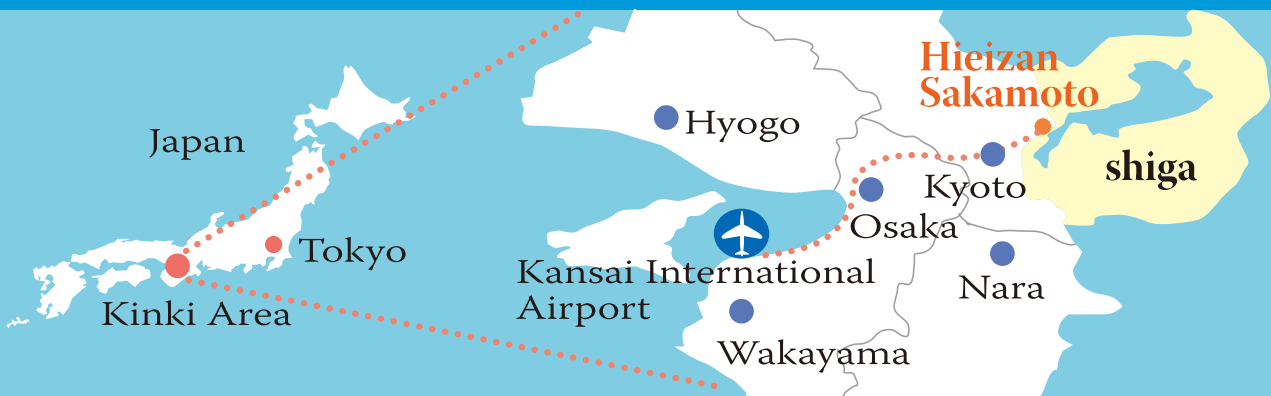 Japan
Tokyo
Kinki Area
Hyogo
Hieizan
Sakamoto
shiga
Kyoto
Osaka
Kansai International
Airport
Nara
Wakayama